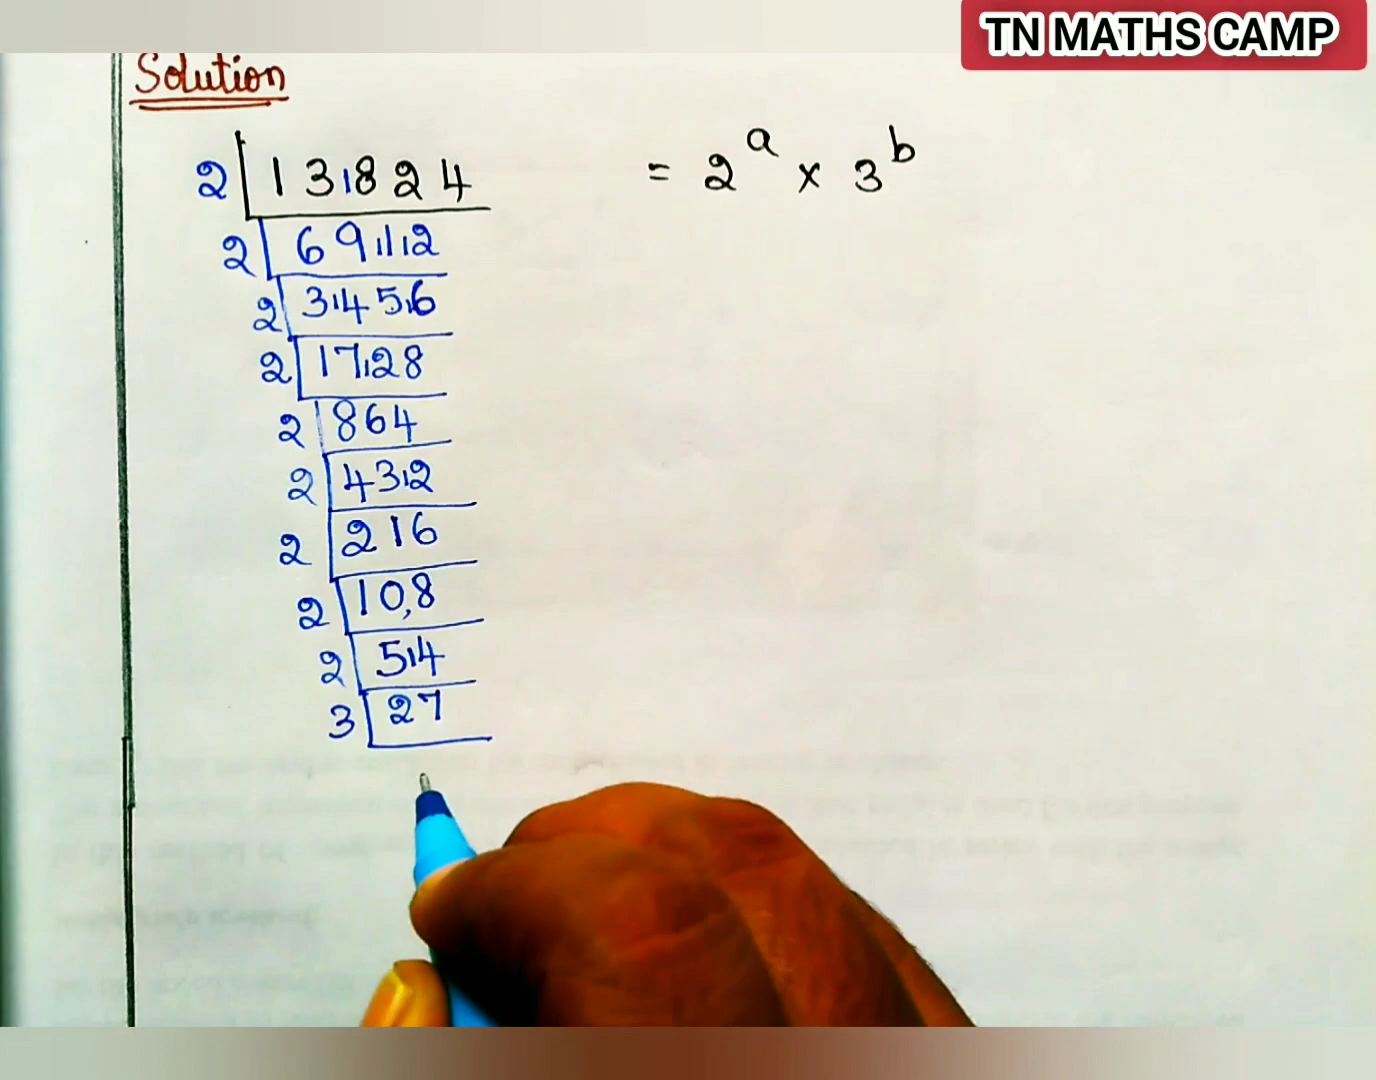 TN MATHS CAMP
Solution
2 | 13824 = 2^a × 3^b
2 | 6912
2 | 3456
2 | 1728
2 | 864
2 | 432
2 | 216
2 | 108
2 | 54
3 | 27